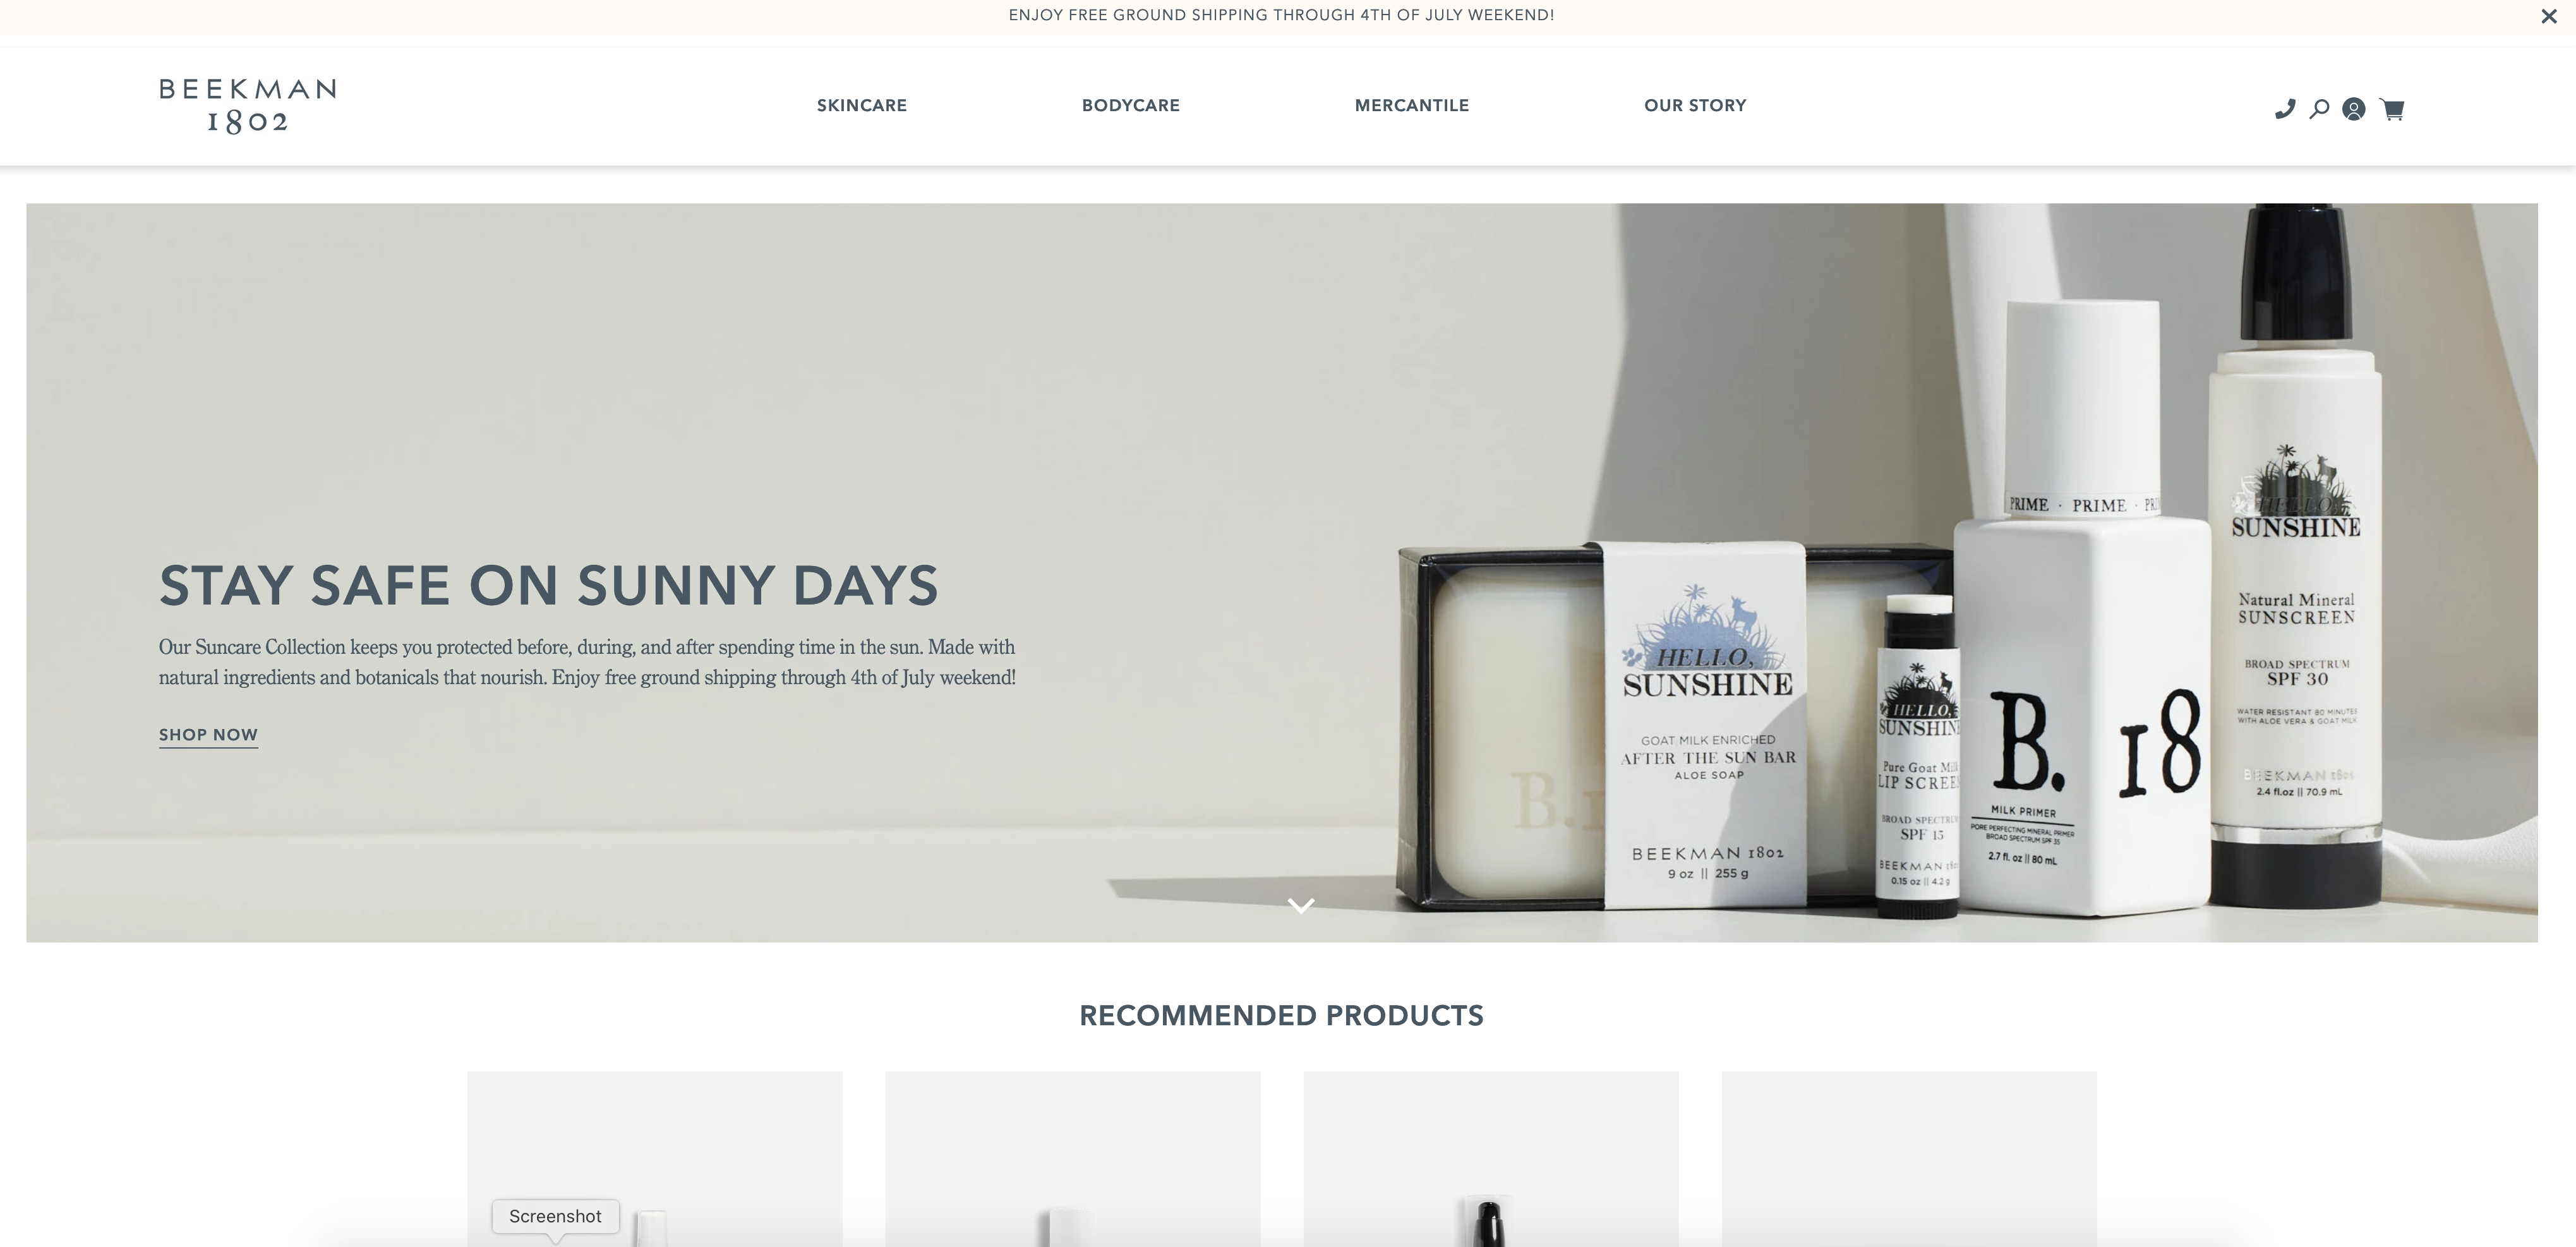 ENJOY FREE GROUND SHIPPING THROUGH 4TH OF JULY WEEKEND!
BEEKMAN
1802
SKINCARE
BODYCARE
MERCANTILE
OUR STORY
STAY SAFE ON SUNNY DAYS
Our Suncare Collection keeps you protected before, during, and after spending time in the sun. Made with
natural ingredients and botanicals that nourish. Enjoy free ground shipping through 4th of July weekend!
SHOP NOW
B.
HELLO,
SUNSHINE
GOAT MILK ENRICHED
AFTER THE SUN BAR
ALOE SOAP
BEEKMAN 1802
9 oz || 255 g
HELLO,
SUNSHIN
Pure Goat Mil
LIP SCREE
BROAD SPECTRU
SPF 15
BEEKMAN 180
0.15 oz || 4.2 g
PRIME · PRIME · PRI
B. 18
MILK PRIMER
PORE PERFECTING MINERAL PRIMER
BROAD SPECTRUM SPF 35
2.7 fl. oz || 80 mL
HELLO,
SUNSHINE
Natural Mineral
SUNSCREEN
BROAD SPECTRUM
SPF 30
WATER RESISTANT 80 MINUTES
WITH ALOE VERA & GOAT MILK
BEEKMAN 1802
2.4 fl.oz || 70.9 mL
RECOMMENDED PRODUCTS
Screenshot